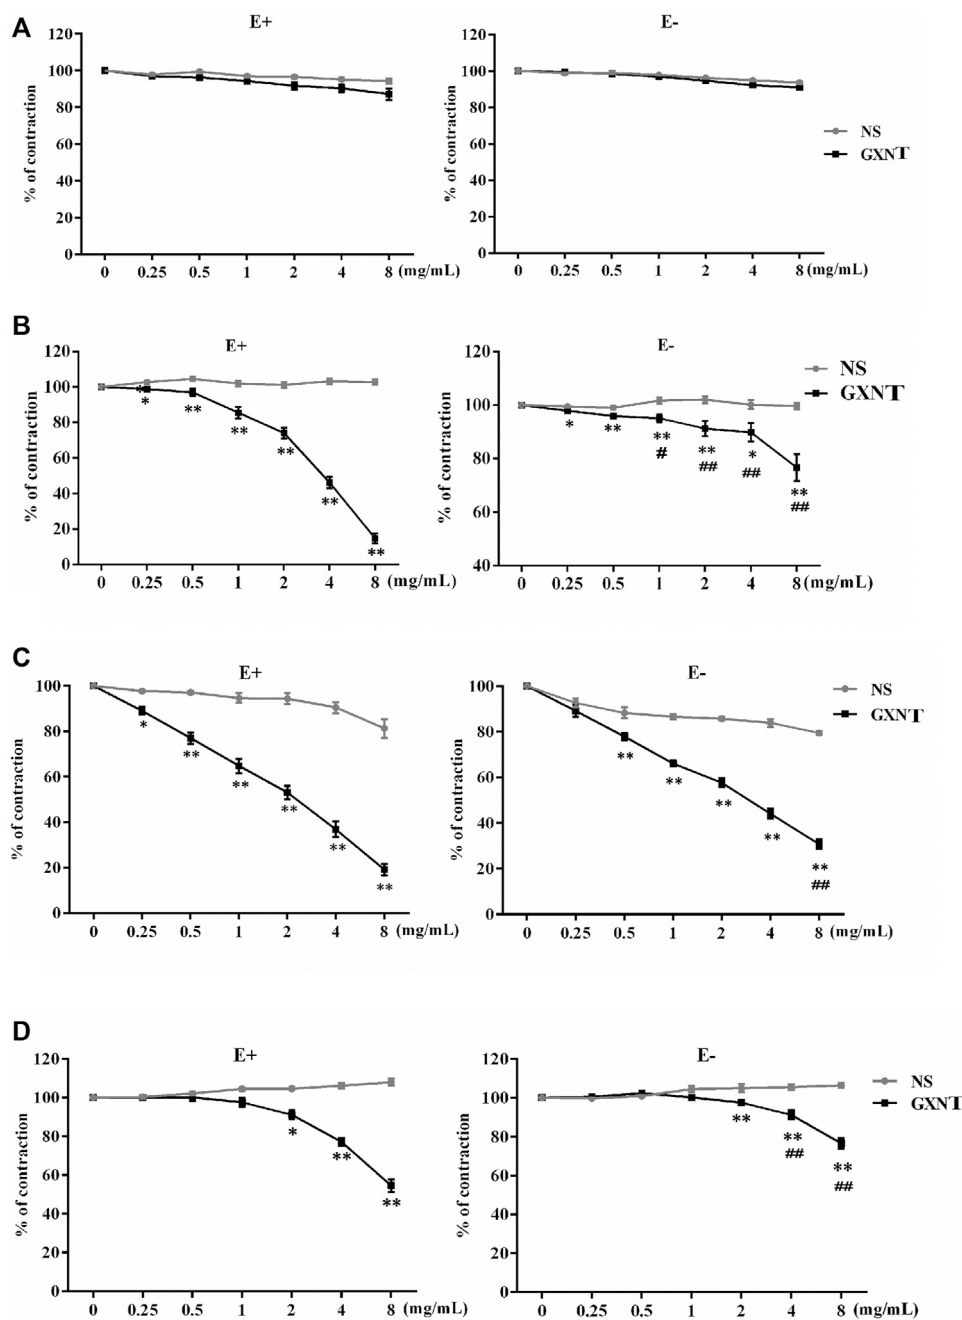 A
E+
E-
% of contraction
120
100
80
60
40
20
0
0 0.25 0.5 1 2 4 8 (mg/mL)
% of contraction
120
100
80
60
40
20
0
0 0.25 0.5 1 2 4 8 (mg/mL)
NS
GXNT
B
E+
E-
% of contraction
120
100
80
60
40
20
0
* * ** ** ** ** **
0 0.25 0.5 1 2 4 8 (mg/mL)
% of contraction
120
100
80
60
40
* ** ** ** * **
# ## ## ##
0 0.25 0.5 1 2 4 8 (mg/mL)
NS
GXNT
C
E+
E-
% of contraction
100
80
60
40
20
0
* ** ** ** ** **
0 0.25 0.5 1 2 4 8 (mg/mL)
% of contraction
100
80
60
40
20
0
** ** ** ** **
##
0 0.25 0.5 1 2 4 8 (mg/mL)
NS
GXNT
D
E+
E-
% of contraction
120
100
80
60
40
20
0
* ** **
0 0.25 0.5 1 2 4 8 (mg/mL)
% of contraction
120
100
80
60
40
20
0
** ** **
## ##
0 0.25 0.5 1 2 4 8 (mg/mL)
NS
GXNT